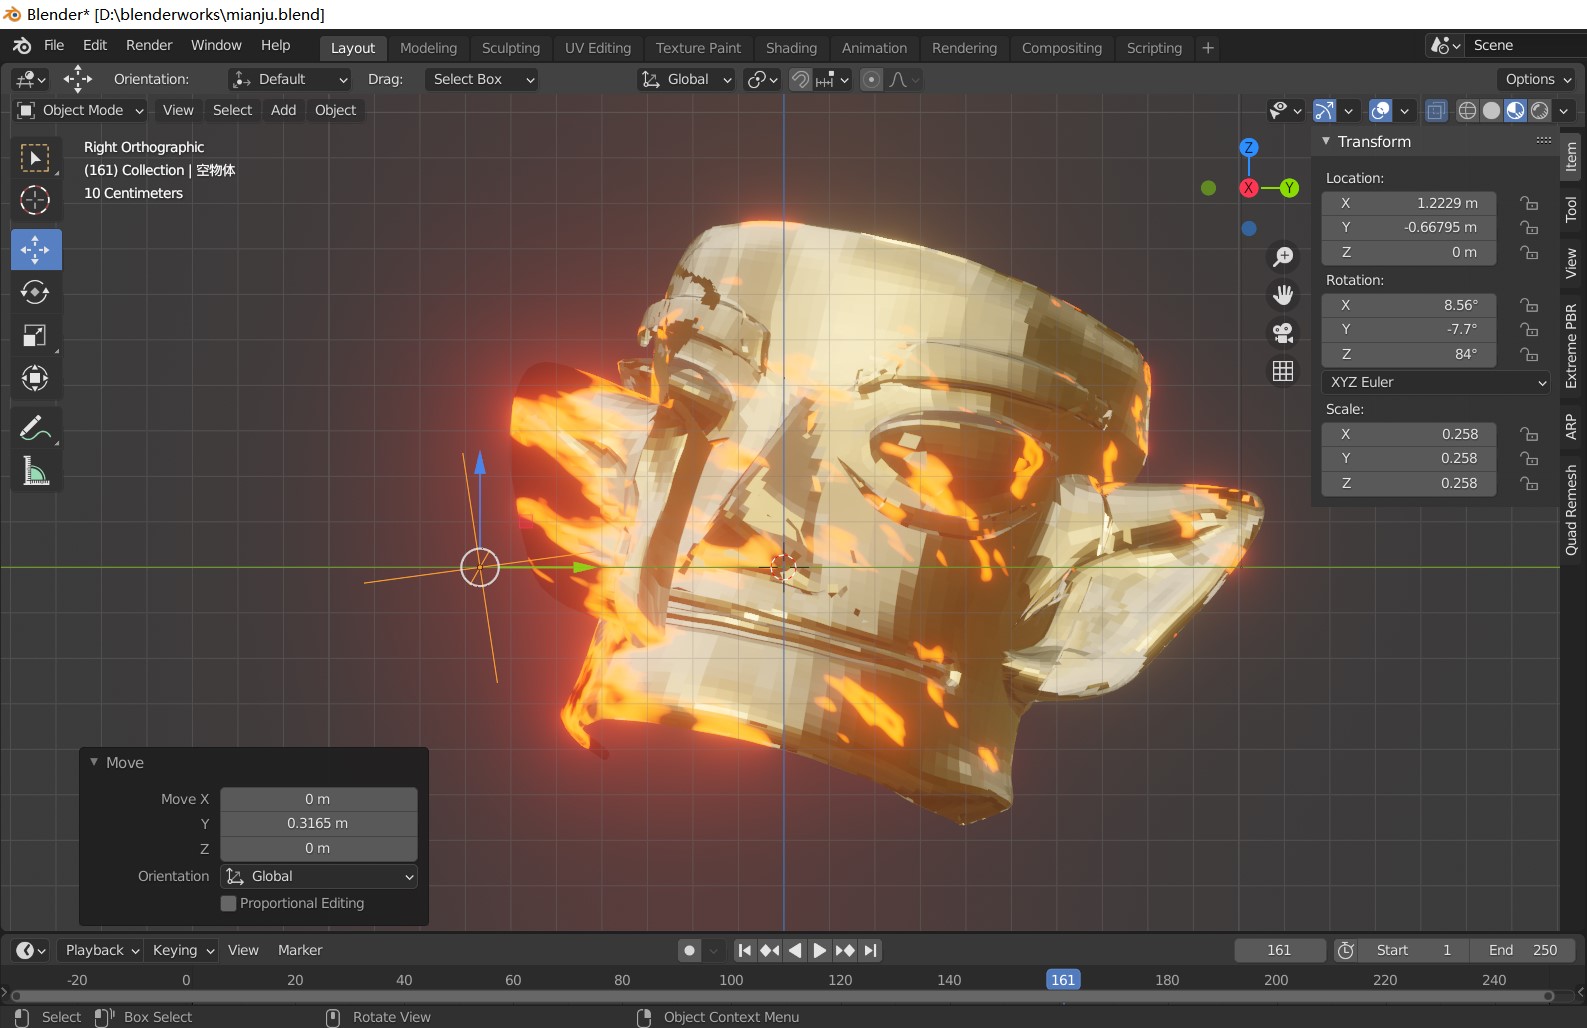 Blender* [D:\blenderworks\mianju.blend]
File Edit Render Window Help Layout Modeling Sculpting UV Editing Texture Paint Shading Animation Rendering Compositing Scripting + Scene
Orientation: Default Drag: Select Box Global Options
Object Mode View Select Add Object
Right Orthographic
(161) Collection | 空物体
10 Centimeters
Z
X
Y
Transform
Location:
X 1.2229 m
Y -0.66795 m
Z 0 m
Rotation:
X 8.56°
Y -7.7°
Z 84°
XYZ Euler
Scale:
X 0.258
Y 0.258
Z 0.258
Item
Tool
View
Extreme PBR
ARP
Quad Remesh
Move
Move X 0 m
Y 0.3165 m
Z 0 m
Orientation Global
Proportional Editing
Playback Keying View Marker 161 Start 1 End 250
-20 0 20 40 60 80 100 120 140 161 180 200 220 240
Select Box Select Rotate View Object Context Menu